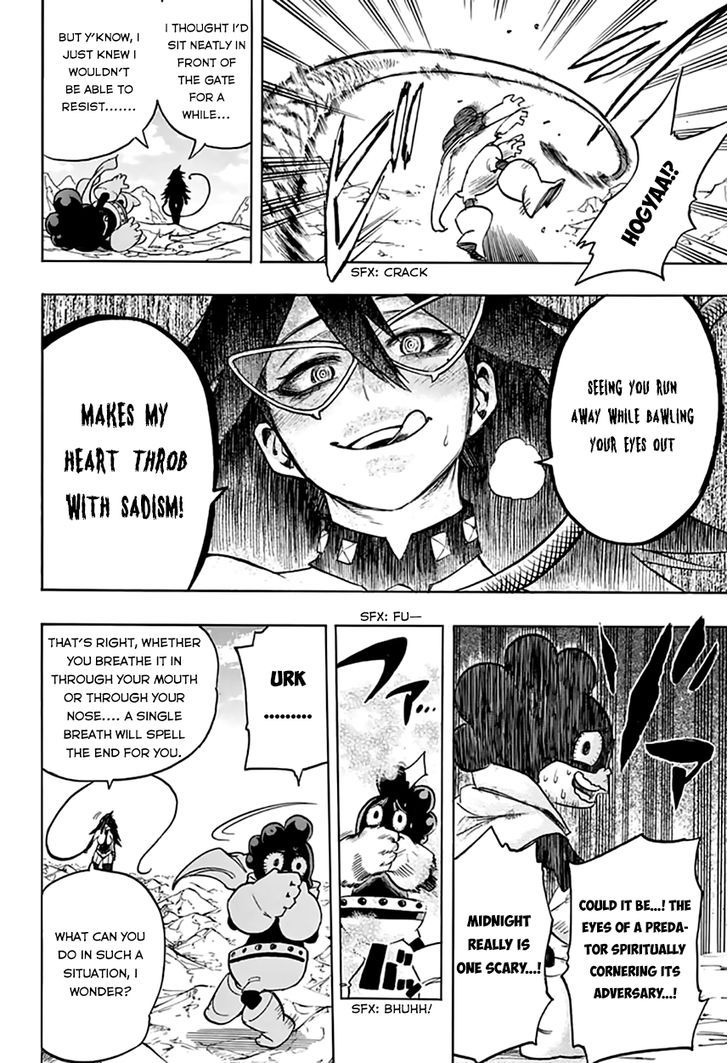 HOGYAA!?
SFX: CRACK
I THOUGHT I'D
SIT NEATLY IN
FRONT OF
THE GATE
FOR A
WHILE...
BUT Y'KNOW, I
JUST KNEW I
WOULDN'T
BE ABLE TO
RESIST.......
SEEING YOU RUN
AWAY WHILE BAWLING
YOUR EYES OUT
MAKES MY
HEART THROB
WITH SADISM!
COULD IT BE...! THE
EYES OF A PREDA-
TOR SPIRITUALLY
CORNERING ITS
ADVERSARY...!
MIDNIGHT
REALLY IS
ONE SCARY...!
SFX: FU—
ファ...
SFX: BHUHH!
URK
..........
THAT'S RIGHT, WHETHER
YOU BREATHE IT IN
THROUGH YOUR MOUTH
OR THROUGH YOUR
NOSE.... A SINGLE
BREATH WILL SPELL
THE END FOR YOU.
WHAT CAN YOU
DO IN SUCH A
SITUATION, I
WONDER?